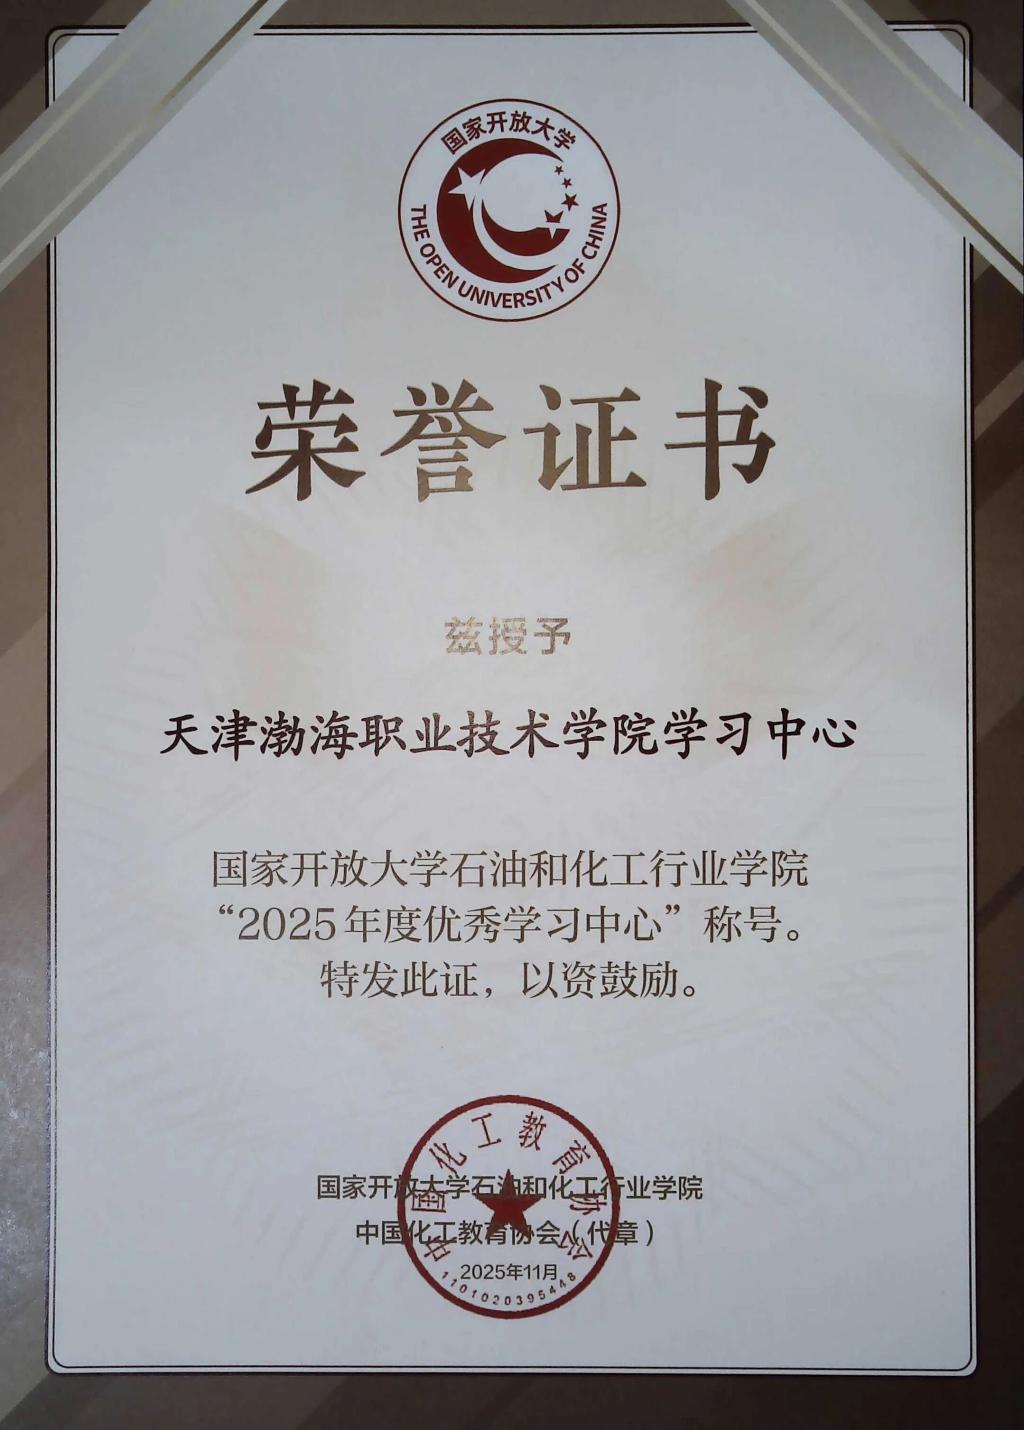 国家开放大学
THE OPEN UNIVERSITY OF CHINA
荣誉证书
兹授予
天津渤海职业技术学院学习中心
国家开放大学石油和化工行业学院
“2025年度优秀学习中心”称号。
特发此证，以资鼓励。
国家开放大学石油和化工行业学院
中国化工教育协会（代章）
2025年11月
中国化工教育协会
1101020395448